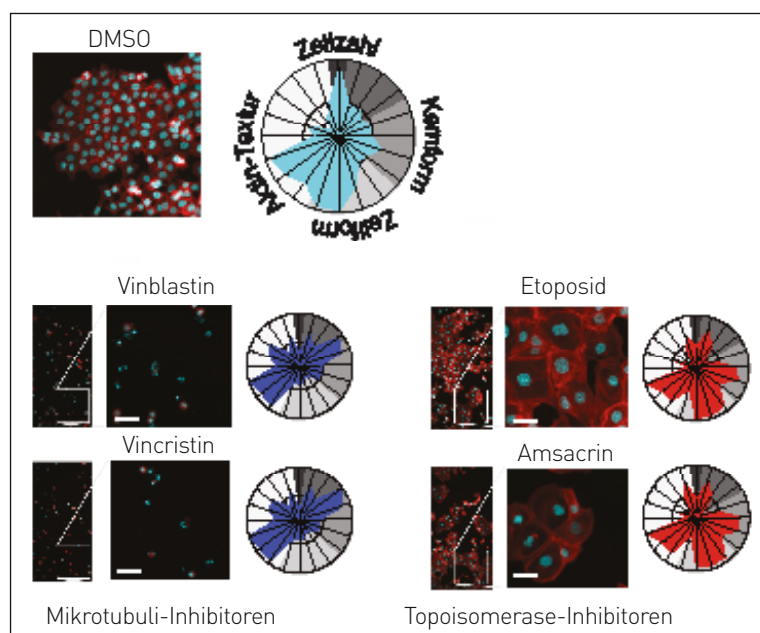 DMSO
Zellzahl
Kernform
Zellform
Aktin-Textur
Vinblastin
Etoposid
Vincristin
Amsacrin
Mikrotubuli-Inhibitoren
Topoisomerase-Inhibitoren